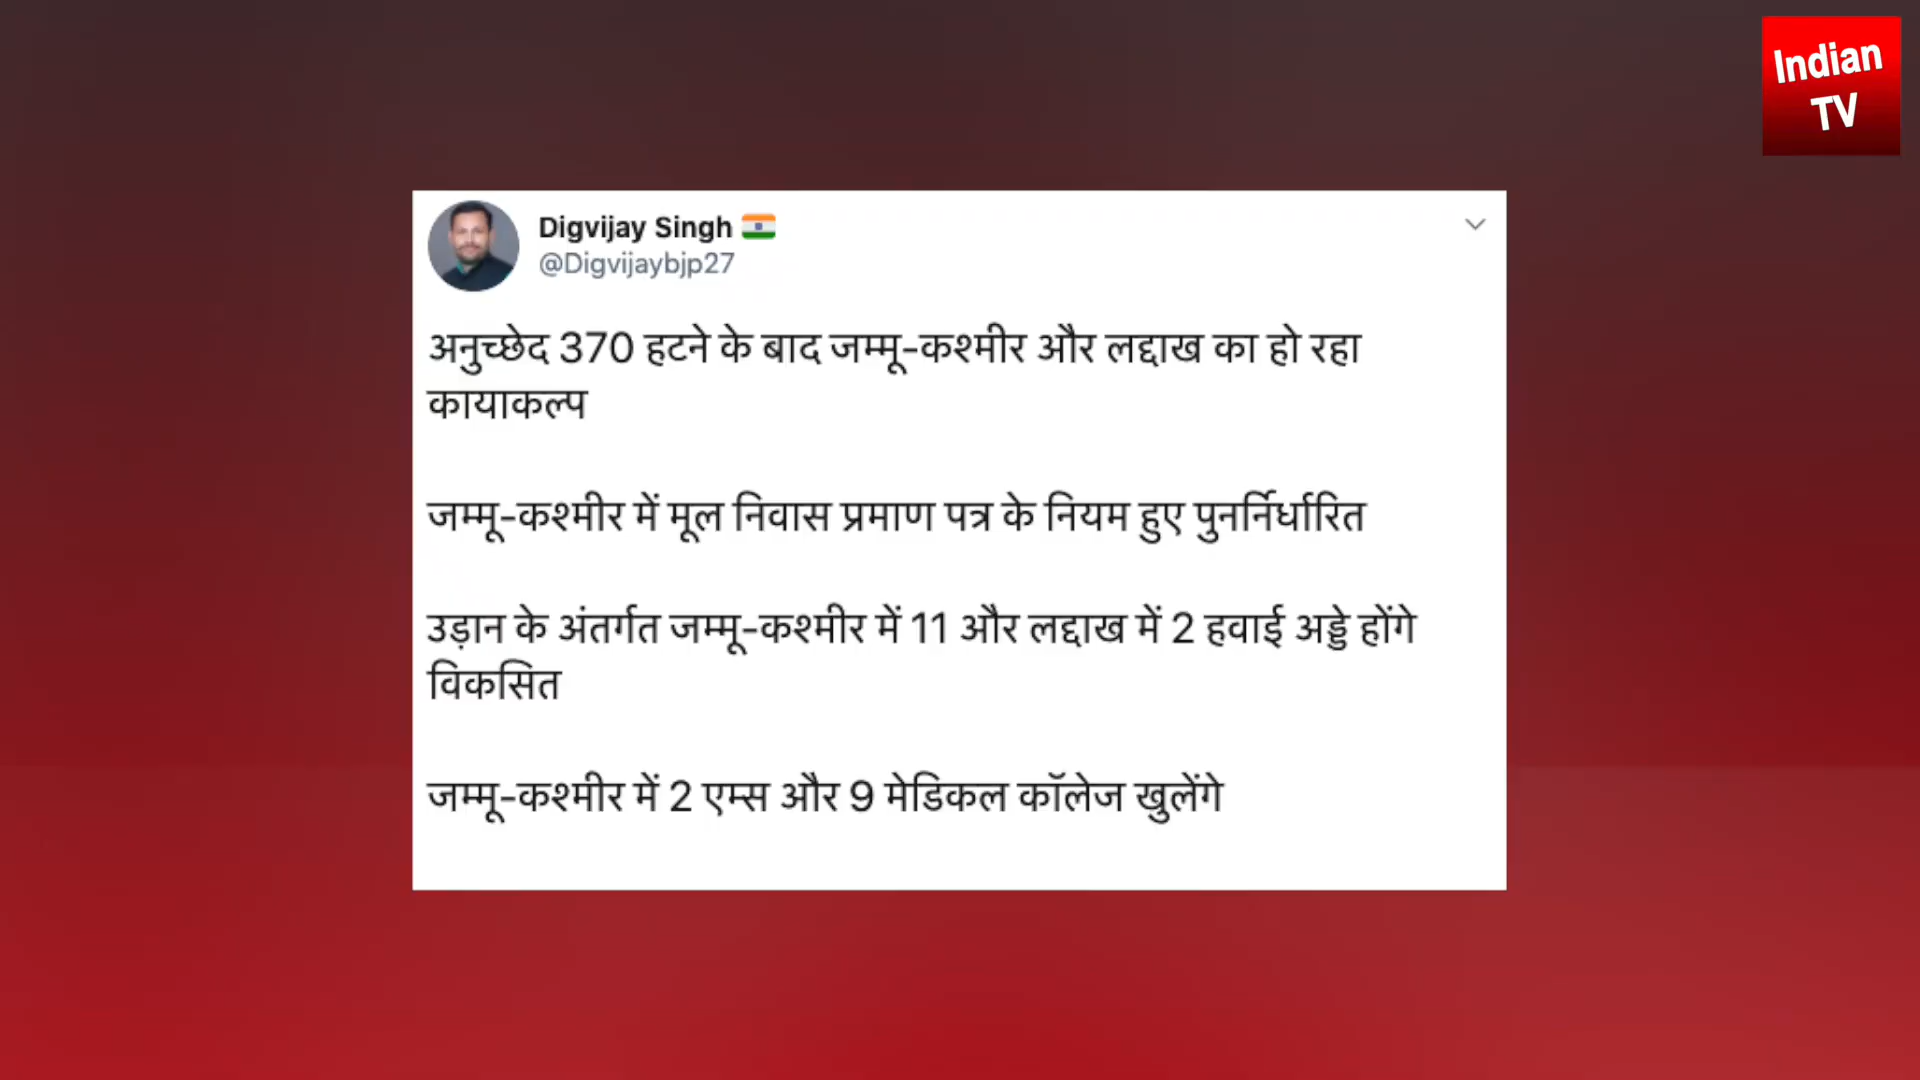 Indian
TV
Digvijay Singh 🇮🇳
@Digvijaybjp27
अनुच्छेद 370 हटने के बाद जम्मू-कश्मीर और लद्दाख का हो रहा
कायाकल्प
जम्मू-कश्मीर में मूल निवास प्रमाण पत्र के नियम हुए पुनर्निर्धारित
उड़ान के अंतर्गत जम्मू-कश्मीर में 11 और लद्दाख में 2 हवाई अड्डे होंगे
विकसित
जम्मू-कश्मीर में 2 एम्स और 9 मेडिकल कॉलेज खुलेंगे